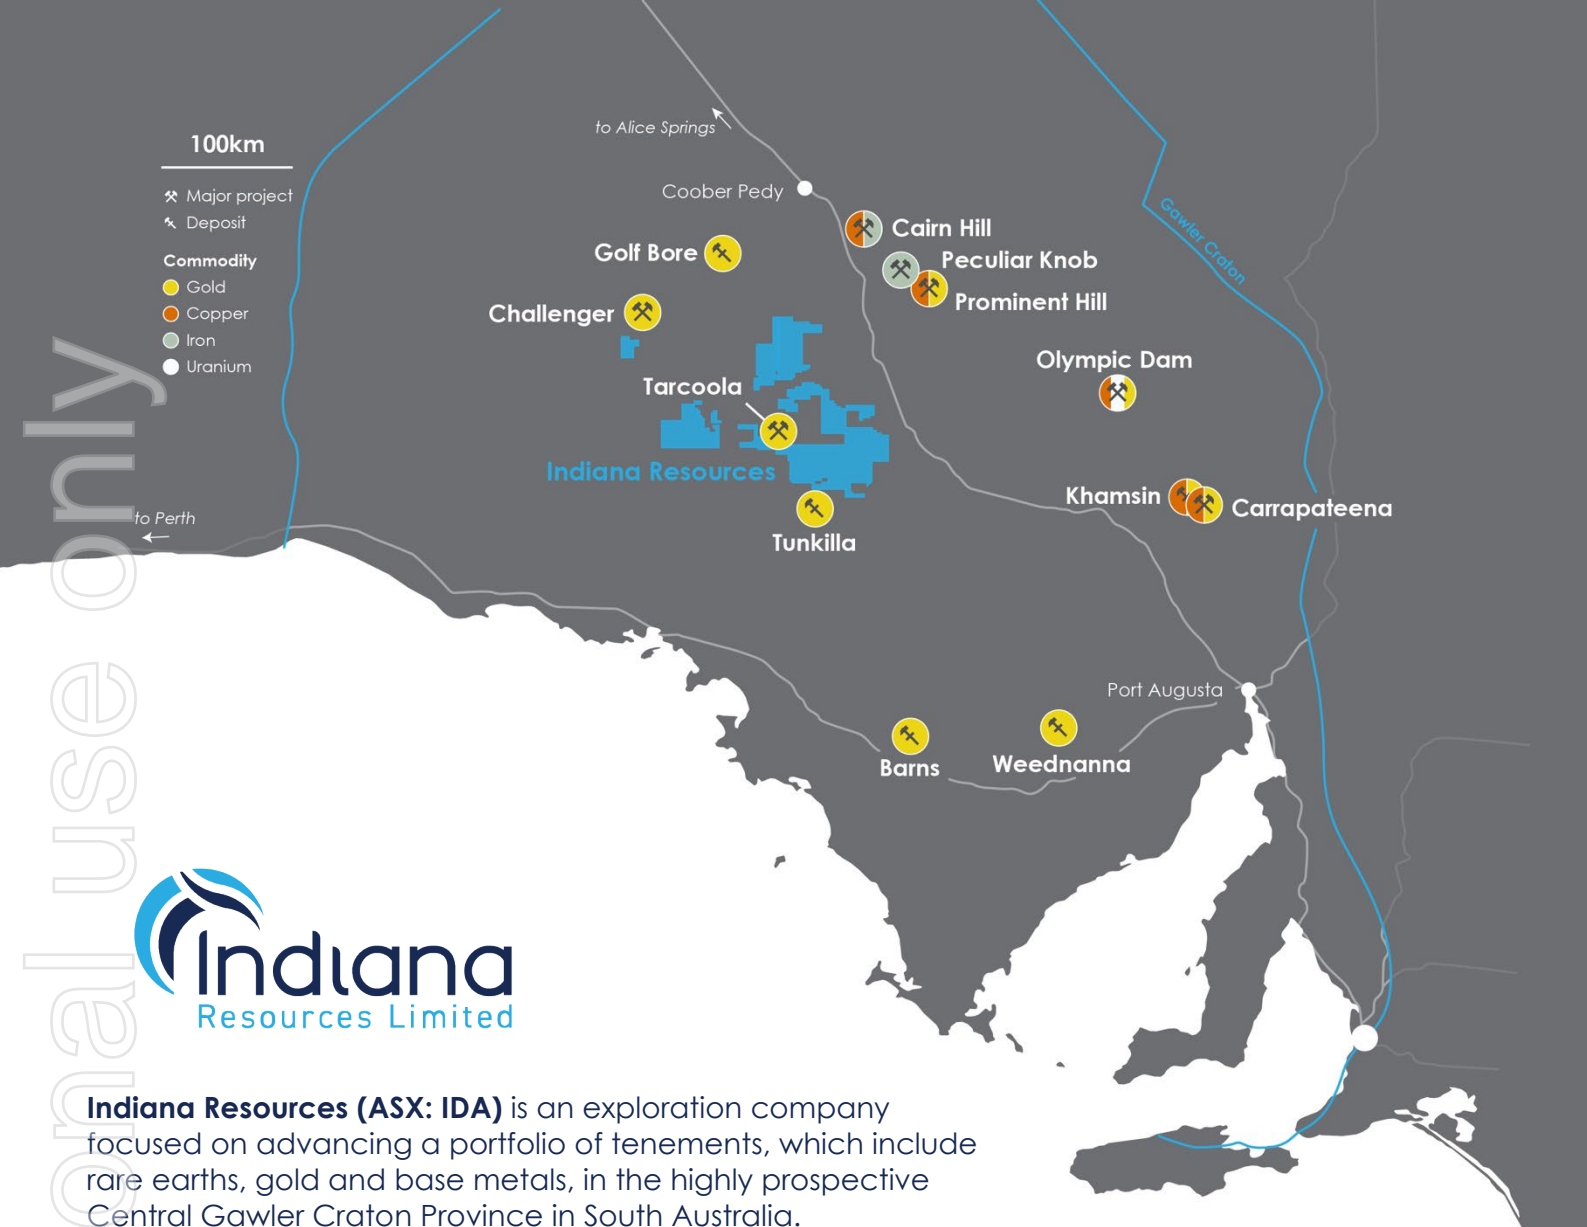 to Alice Springs
100km
Major project
Deposit
Commodity
Gold
Copper
Iron
Uranium
Coober Pedy
Gawler Craton
Cairn Hill
Golf Bore
Peculiar Knob
Prominent Hill
Challenger
Olympic Dam
Tarcoola
Indiana Resources
Khamsin
Carrapateena
to Perth
Tunkilla
Port Augusta
Barns
Weednanna
onal use only
Indiana
Resources Limited
Indiana Resources (ASX: IDA) is an exploration company
focused on advancing a portfolio of tenements, which include
rare earths, gold and base metals, in the highly prospective
Central Gawler Craton Province in South Australia.